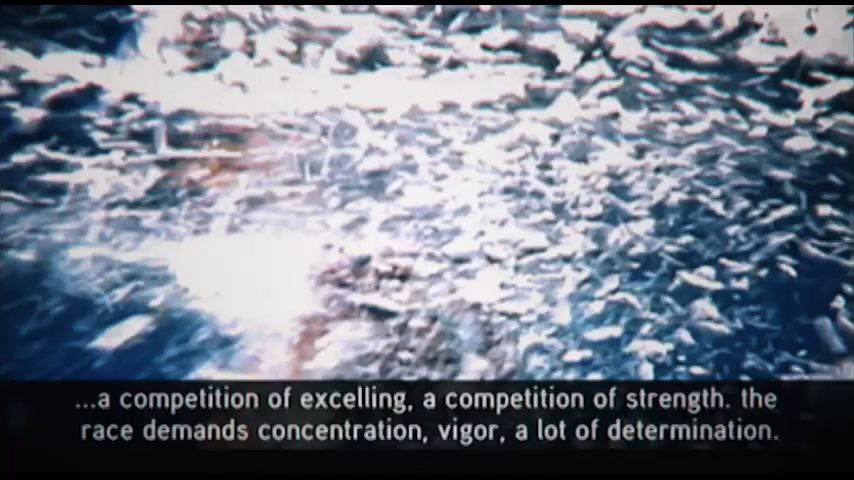 ...a competition of excelling, a competition of strength. the
race demands concentration, vigor, a lot of determination.